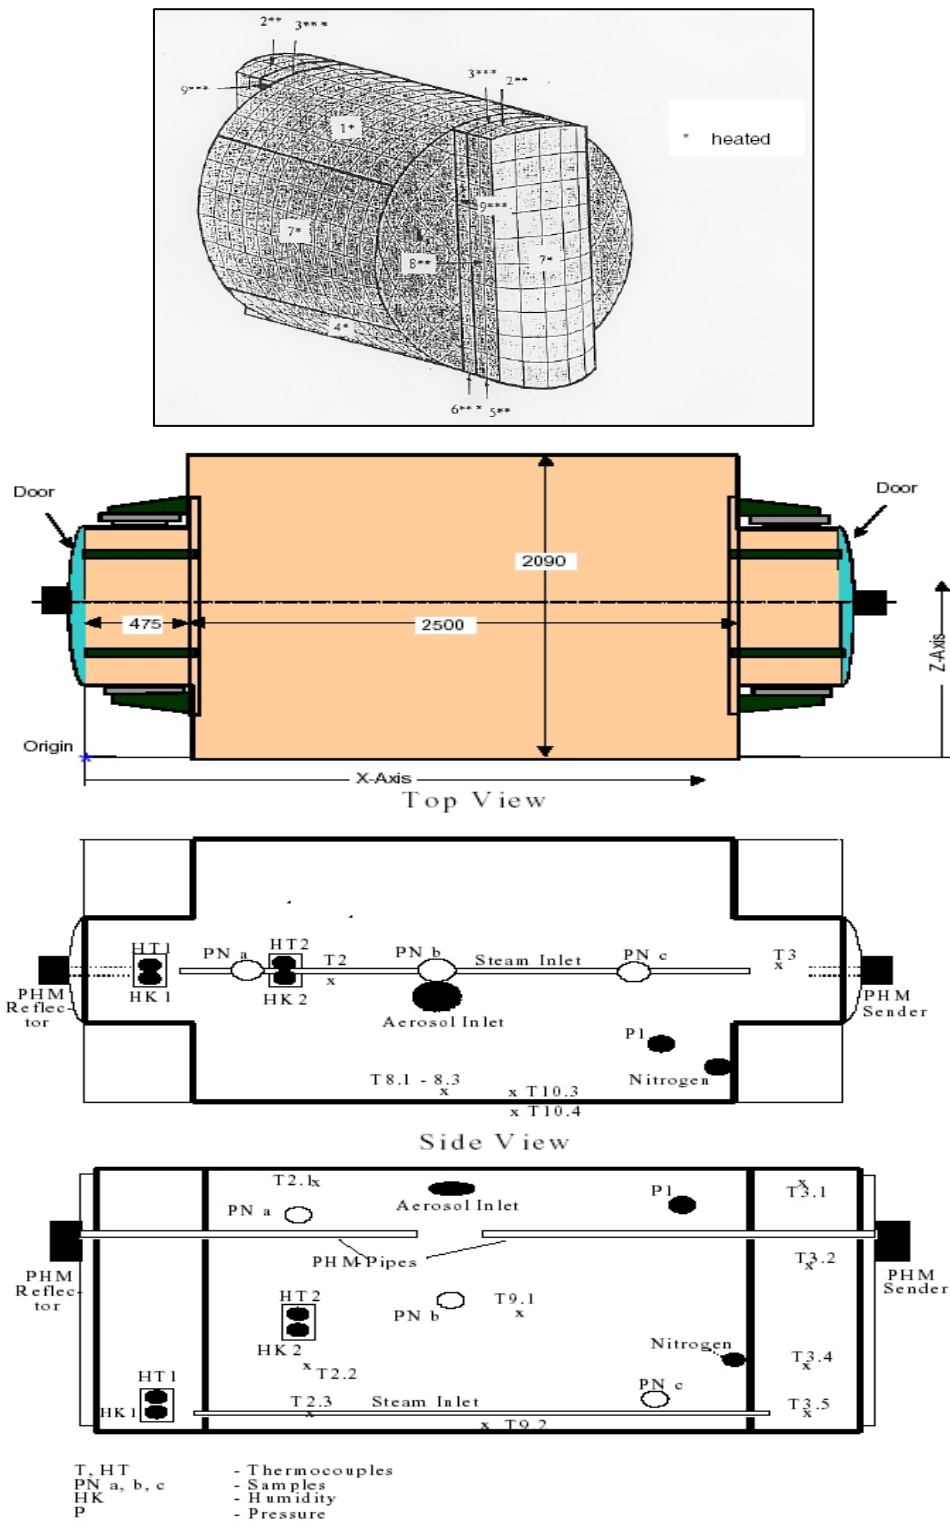 2** 3***
3*** 2**
9***
1*
* heated
9***
7*
8** 7*
4*
6*** 5**
Door
Door
2090
475
2500
Z-Axis
Origin
X-Axis
Top View
HT1
PN a
HT2
T2
x
PN b
Steam Inlet
PN c
T3
x
HK1
HK2
PHM
Reflec-
tor
PHM
Sender
Aerosol Inlet
P1
T8.1 - 8.3
x
Nitrogen
x T10.3
x T10.4
Side View
T2.1x
Aerosol Inlet
P1
x
T3.1
PN a
PHM Pipes
T3.2
x
PHM
Reflec-
tor
PHM
Sender
HT2
PN b
T9.1
x
HK2
Nitrogen
x
T2.2
T3.4
x
HT1
PN c
HK1
T2.3
x
Steam Inlet
T3.5
x
x T9.2
T, HT - Thermocouples
PN a, b, c - Samples
HK - Humidity
P - Pressure